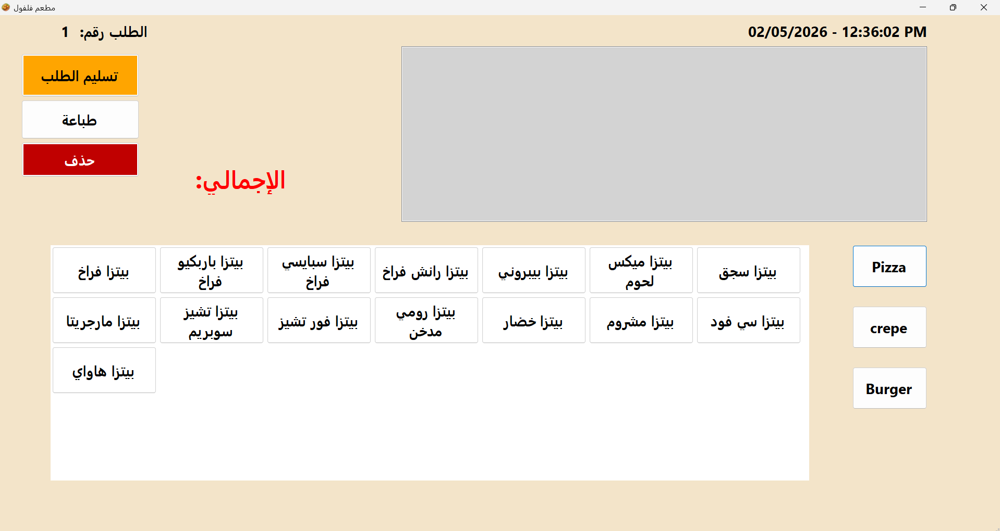 مطعم فلفول
الطلب رقم: 1
02/05/2026 - 12:36:02 PM
تسليم الطلب
طباعة
حذف
الإجمالي:
بيتزا فراخ
بيتزا باربكيو
فراخ
بيتزا سبايسي
فراخ
بيتزا رانش فراخ
بيتزا بيبروني
بيتزا ميكس
لحوم
بيتزا سجق
بيتزا مارجريتا
بيتزا تشيز
سوبريم
بيتزا فور تشيز
بيتزا رومي
مدخن
بيتزا خضار
بيتزا مشروم
بيتزا سي فود
بيتزا هاواي
Pizza
crepe
Burger